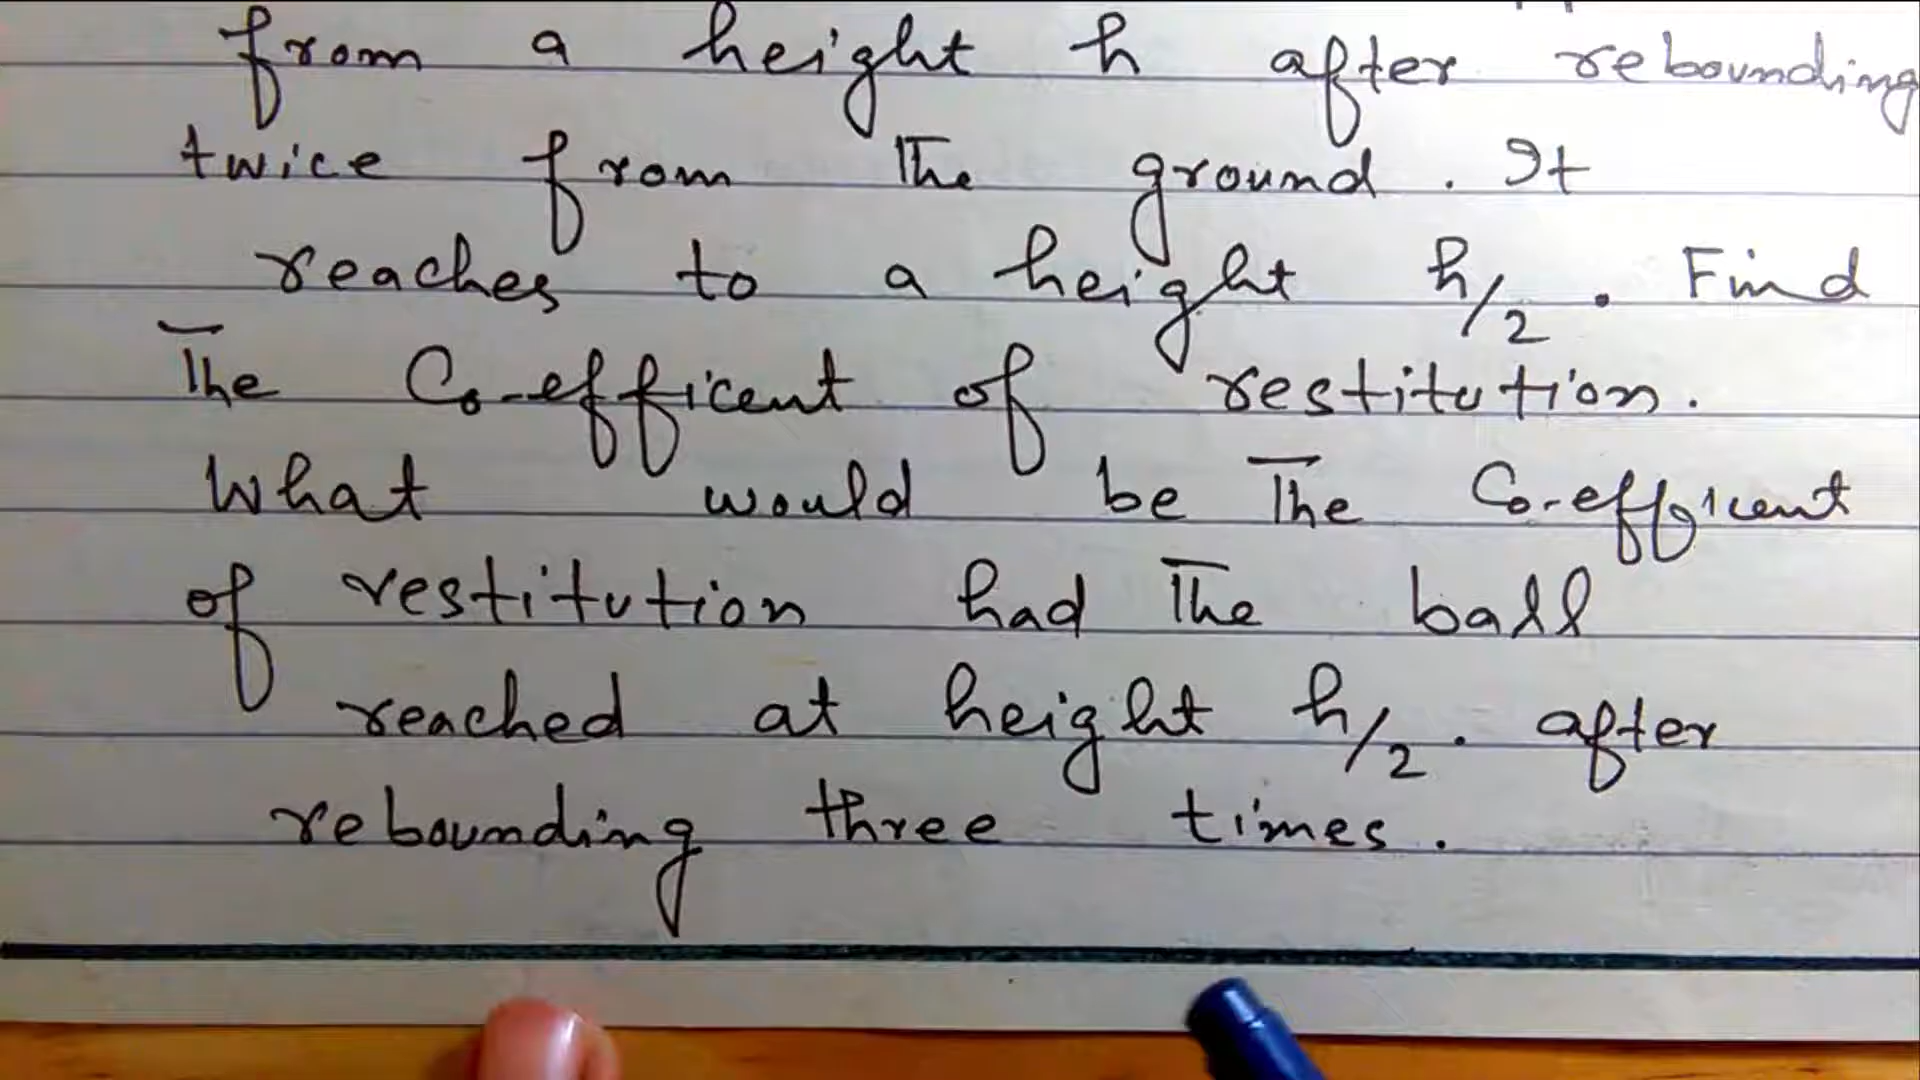 from a height h after rebounding
twice from The ground. It
reaches to a height h/2. Find
The Co-efficent of restitution.
What would be The Co-efficent
of restitution had The ball
reached at height h/2. after
rebounding three times.